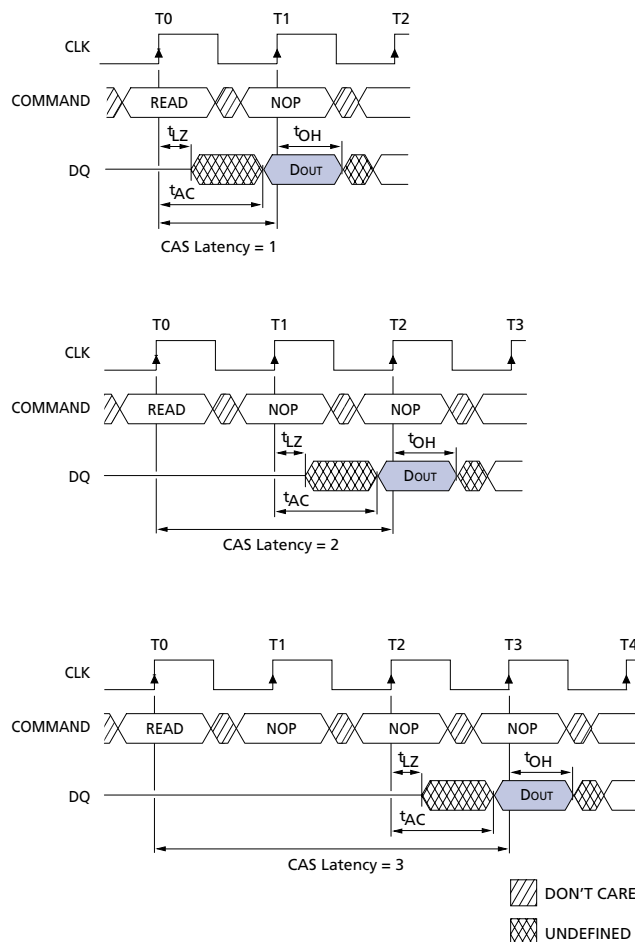 T0 T1 T2
CLK
COMMAND READ NOP
tLZ tOH
DQ DOUT
tAC
CAS Latency = 1
T0 T1 T2 T3
CLK
COMMAND READ NOP NOP
tLZ tOH
DQ DOUT
tAC
CAS Latency = 2
T0 T1 T2 T3 T4
CLK
COMMAND READ NOP NOP NOP
tLZ tOH
DQ DOUT
tAC
CAS Latency = 3
DON'T CARE
UNDEFINED